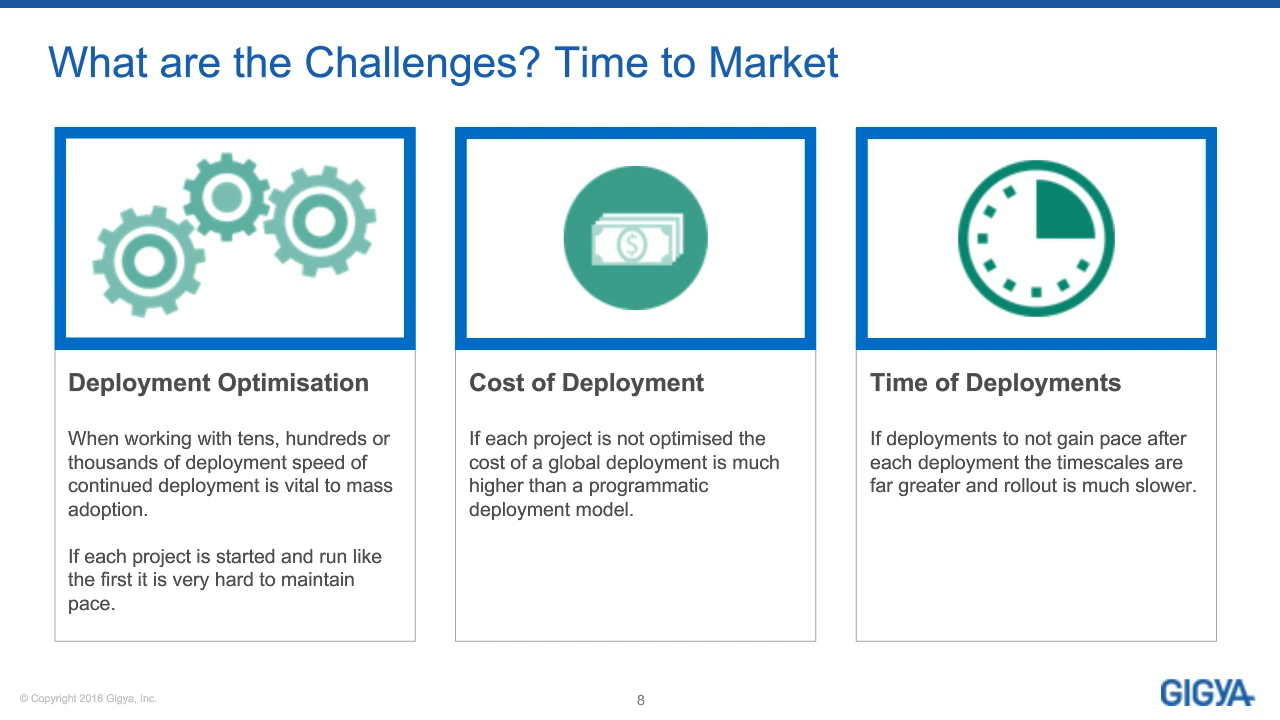 What are the Challenges? Time to Market
Deployment Optimisation
When working with tens, hundreds or
thousands of deployment speed of
continued deployment is vital to mass
adoption.
If each project is started and run like
the first it is very hard to maintain
pace.
$
Cost of Deployment
If each project is not optimised the
cost of a global deployment is much
higher than a programmatic
deployment model.
Time of Deployments
If deployments to not gain pace after
each deployment the timescales are
far greater and rollout is much slower.
© Copyright 2016 Gigya, Inc.
8
GIGYA